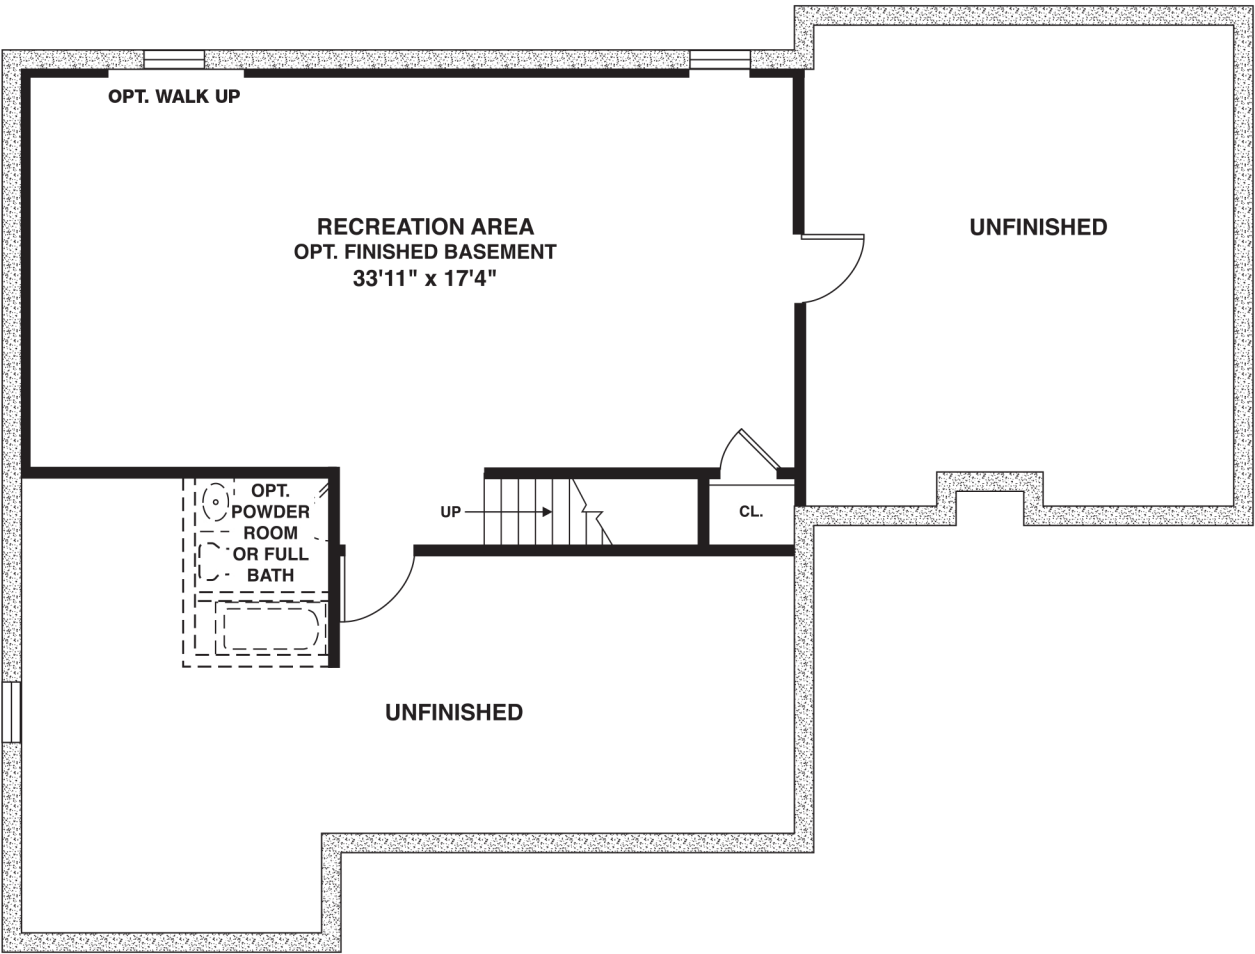 OPT. WALK UP
RECREATION AREA
OPT. FINISHED BASEMENT
33'11" x 17'4"
UNFINISHED
OPT.
POWDER
ROOM
OR FULL
BATH
UP
CL.
UNFINISHED